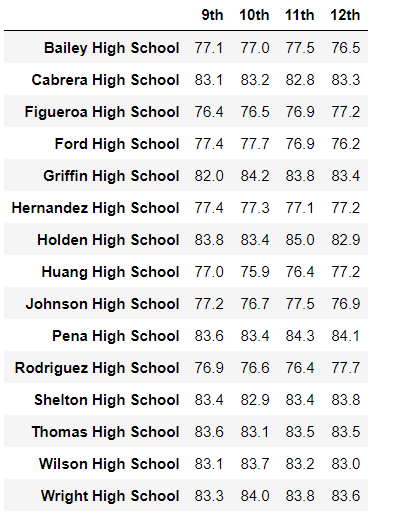 9th 10th 11th 12th
Bailey High School 77.1 77.0 77.5 76.5
Cabrera High School 83.1 83.2 82.8 83.3
Figueroa High School 76.4 76.5 76.9 77.2
Ford High School 77.4 77.7 76.9 76.2
Griffin High School 82.0 84.2 83.8 83.4
Hernandez High School 77.4 77.3 77.1 77.2
Holden High School 83.8 83.4 85.0 82.9
Huang High School 77.0 75.9 76.4 77.2
Johnson High School 77.2 76.7 77.5 76.9
Pena High School 83.6 83.4 84.3 84.1
Rodriguez High School 76.9 76.6 76.4 77.7
Shelton High School 83.4 82.9 83.4 83.8
Thomas High School 83.6 83.1 83.5 83.5
Wilson High School 83.1 83.7 83.2 83.0
Wright High School 83.3 84.0 83.8 83.6